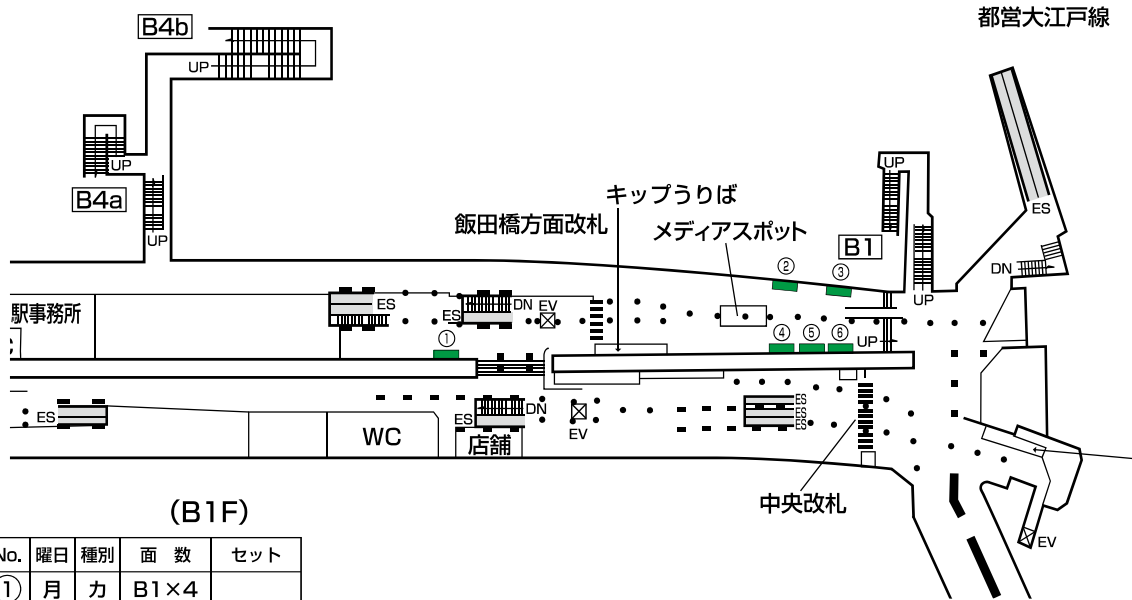 都営大江戸線
B4b
UP
UP
B4a
UP
キップうりば
飯田橋方面改札
メディアスポット
UP
B1
ES
DN
UP
②
③
駅事務所
ES
ES
DN
EV
①
④
⑤
⑥
UP
ES
ES
DN
EV
ES
ES
ES
WC
店舗
中央改札
EV
(B1F)
No. 曜日 種別 面 数 セット
① 月 カ B1×4